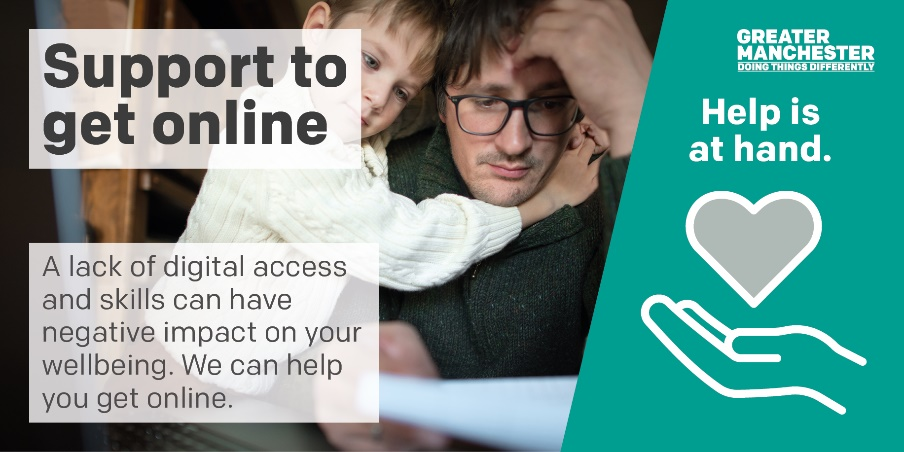 Support to
get online
A lack of digital access
and skills can have
negative impact on your
wellbeing. We can help
you get online.
GREATER
MANCHESTER
DOING THINGS DIFFERENTLY
Help is
at hand.